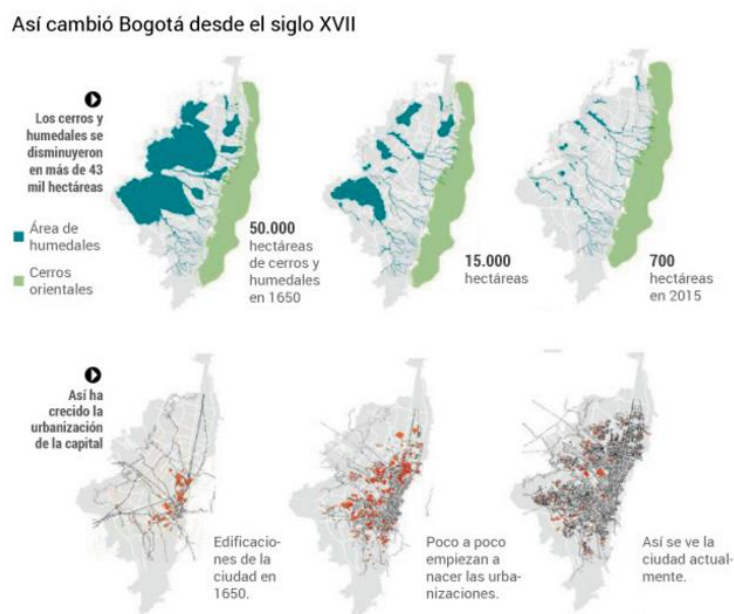 Así cambió Bogotá desde el siglo XVII
Los cerros y
humedales se
disminuyeron
en más de 43
mil hectáreas
Área de
humedales
Cerros
orientales
50.000
hectáreas
de cerros y
humedales
en 1650
15.000
hectáreas
700
hectáreas
en 2015
Así ha
crecido la
urbanización
de la capital
Edificacio-
nes de la
ciudad en
1650.
Poco a poco
empiezan a
nacer las urba-
nizaciones.
Así se ve la
ciudad actual-
mente.